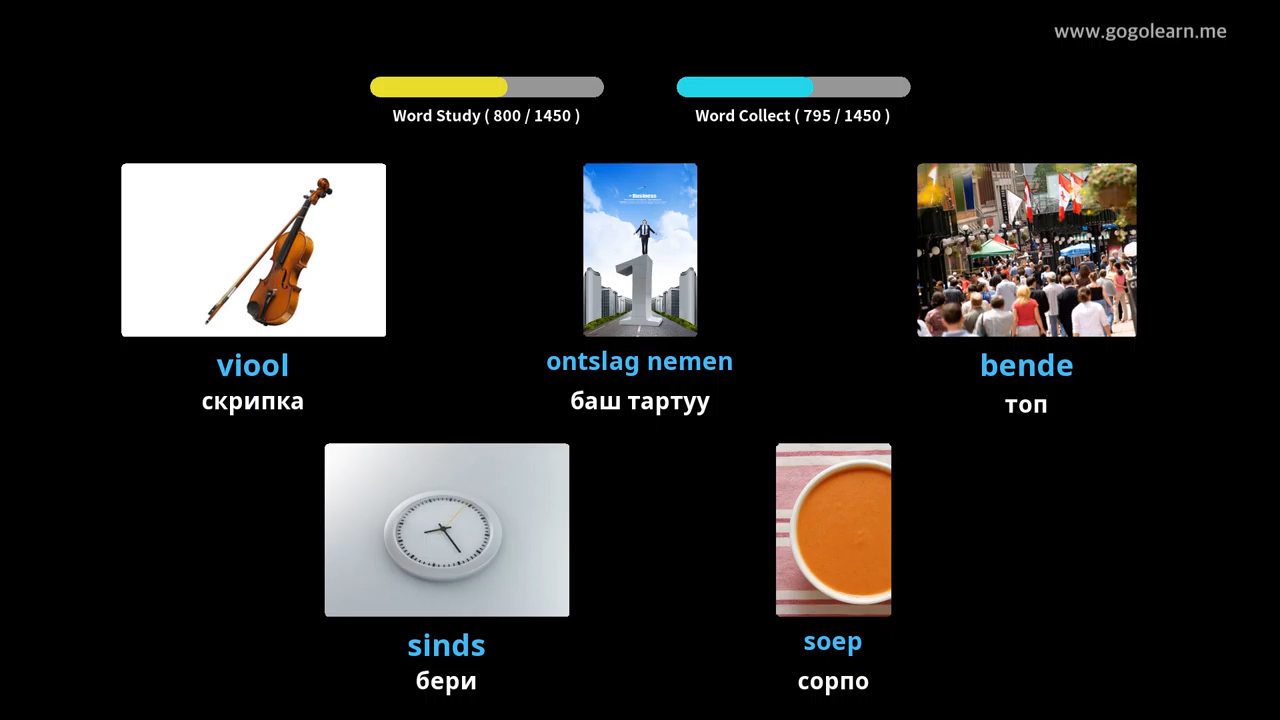 www.gogolearn.me
Word Study ( 800 / 1450 )
Word Collect ( 795 / 1450 )
Business
viool
скрипка
ontslag nemen
баш тартуу
bende
топ
sinds
бери
soep
сорпо